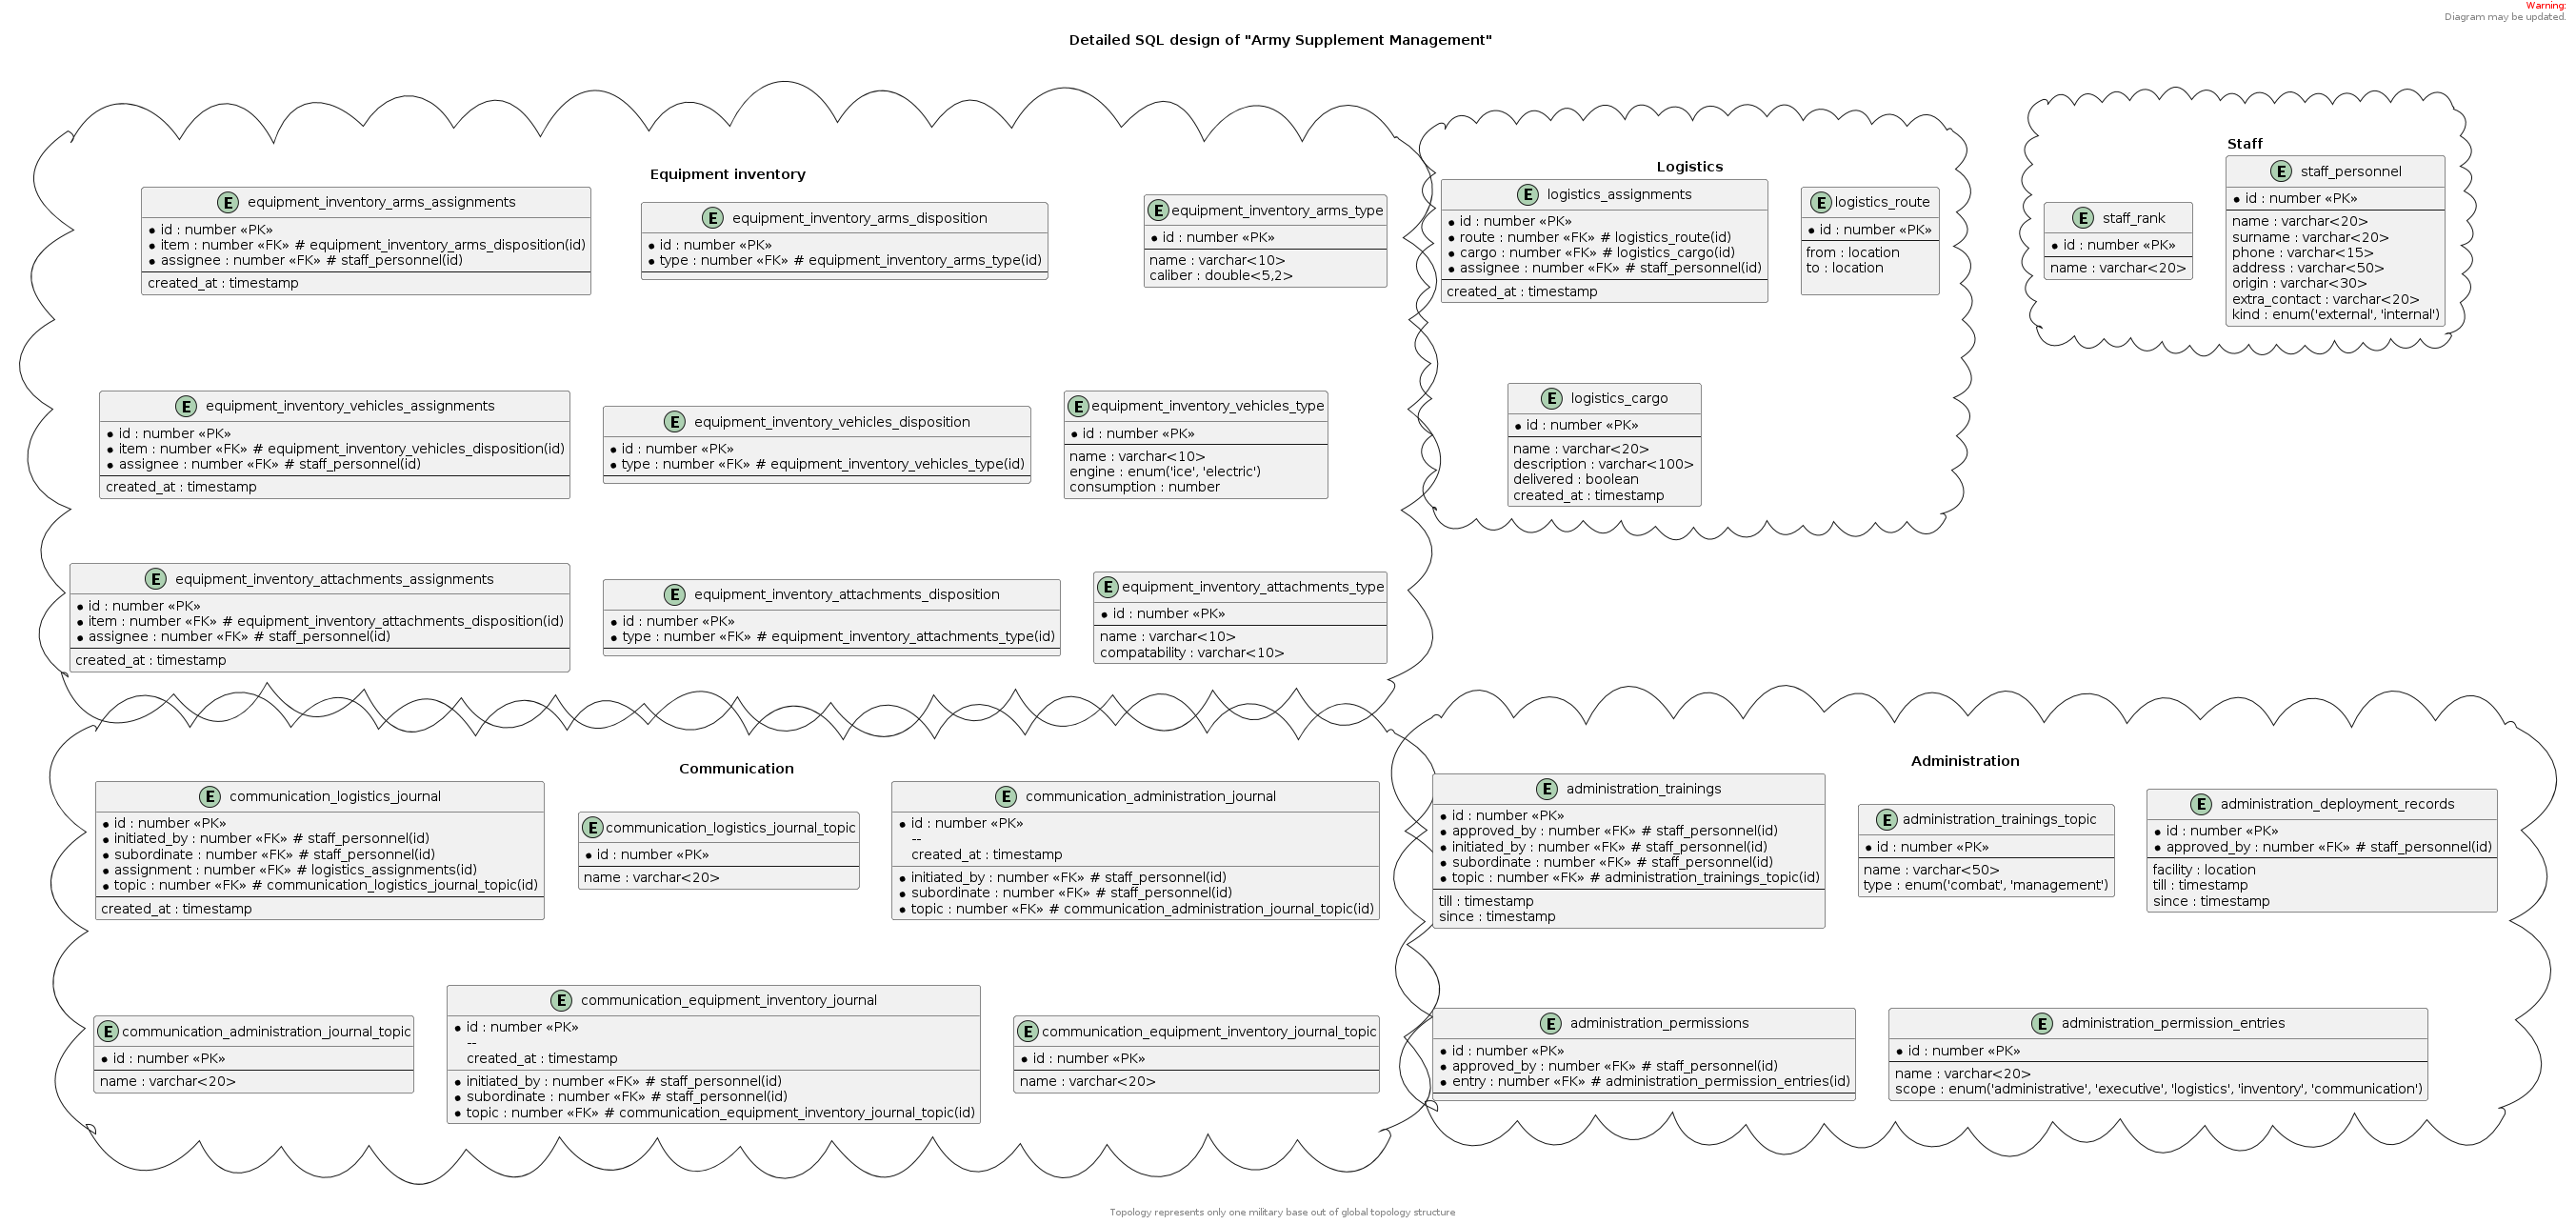 Warning:
Diagram may be updated.
Detailed SQL design of "Army Supplement Management"
Equipment inventory
E equipment_inventory_arms_assignments
id : number «PK»
item : number «FK» # equipment_inventory_arms_disposition(id)
assignee : number «FK» # staff_personnel(id)
created_at : timestamp
E equipment_inventory_arms_disposition
id : number «PK»
type : number «FK» # equipment_inventory_arms_type(id)
E equipment_inventory_arms_type
id : number «PK»
name : varchar<10>
caliber : double<5,2>
E equipment_inventory_vehicles_assignments
id : number «PK»
item : number «FK» # equipment_inventory_vehicles_disposition(id)
assignee : number «FK» # staff_personnel(id)
created_at : timestamp
E equipment_inventory_vehicles_disposition
id : number «PK»
type : number «FK» # equipment_inventory_vehicles_type(id)
E equipment_inventory_vehicles_type
id : number «PK»
name : varchar<10>
engine : enum('ice', 'electric')
consumption : number
E equipment_inventory_attachments_assignments
id : number «PK»
item : number «FK» # equipment_inventory_attachments_disposition(id)
assignee : number «FK» # staff_personnel(id)
created_at : timestamp
E equipment_inventory_attachments_disposition
id : number «PK»
type : number «FK» # equipment_inventory_attachments_type(id)
E equipment_inventory_attachments_type
id : number «PK»
name : varchar<10>
compatability : varchar<10>
Logistics
E logistics_assignments
id : number «PK»
route : number «FK» # logistics_route(id)
cargo : number «FK» # logistics_cargo(id)
assignee : number «FK» # staff_personnel(id)
created_at : timestamp
E logistics_route
id : number «PK»
from : location
to : location
E logistics_cargo
id : number «PK»
name : varchar<20>
description : varchar<100>
delivered : boolean
created_at : timestamp
Staff
E staff_rank
id : number «PK»
name : varchar<20>
E staff_personnel
id : number «PK»
name : varchar<20>
surname : varchar<20>
phone : varchar<15>
address : varchar<50>
origin : varchar<30>
extra_contact : varchar<20>
kind : enum('external', 'internal')
Communication
E communication_logistics_journal
id : number «PK»
initiated_by : number «FK» # staff_personnel(id)
subordinate : number «FK» # staff_personnel(id)
assignment : number «FK» # logistics_assignments(id)
topic : number «FK» # communication_logistics_journal_topic(id)
created_at : timestamp
E communication_logistics_journal_topic
id : number «PK»
name : varchar<20>
E communication_administration_journal
id : number «PK»
--
created_at : timestamp
initiated_by : number «FK» # staff_personnel(id)
subordinate : number «FK» # staff_personnel(id)
topic : number «FK» # communication_administration_journal_topic(id)
E communication_administration_journal_topic
id : number «PK»
name : varchar<20>
E communication_equipment_inventory_journal
id : number «PK»
--
created_at : timestamp
initiated_by : number «FK» # staff_personnel(id)
subordinate : number «FK» # staff_personnel(id)
topic : number «FK» # communication_equipment_inventory_journal_topic(id)
E communication_equipment_inventory_journal_topic
id : number «PK»
name : varchar<20>
Administration
E administration_trainings
id : number «PK»
approved_by : number «FK» # staff_personnel(id)
initiated_by : number «FK» # staff_personnel(id)
subordinate : number «FK» # staff_personnel(id)
topic : number «FK» # administration_trainings_topic(id)
till : timestamp
since : timestamp
E administration_trainings_topic
id : number «PK»
name : varchar<50>
type : enum('combat', 'management')
E administration_deployment_records
id : number «PK»
approved_by : number «FK» # staff_personnel(id)
facility : location
till : timestamp
since : timestamp
E administration_permissions
id : number «PK»
approved_by : number «FK» # staff_personnel(id)
entry : number «FK» # administration_permission_entries(id)
E administration_permission_entries
id : number «PK»
name : varchar<20>
scope : enum('administrative', 'executive', 'logistics', 'inventory', 'communication')
Topology represents only one military base out of global topology structure